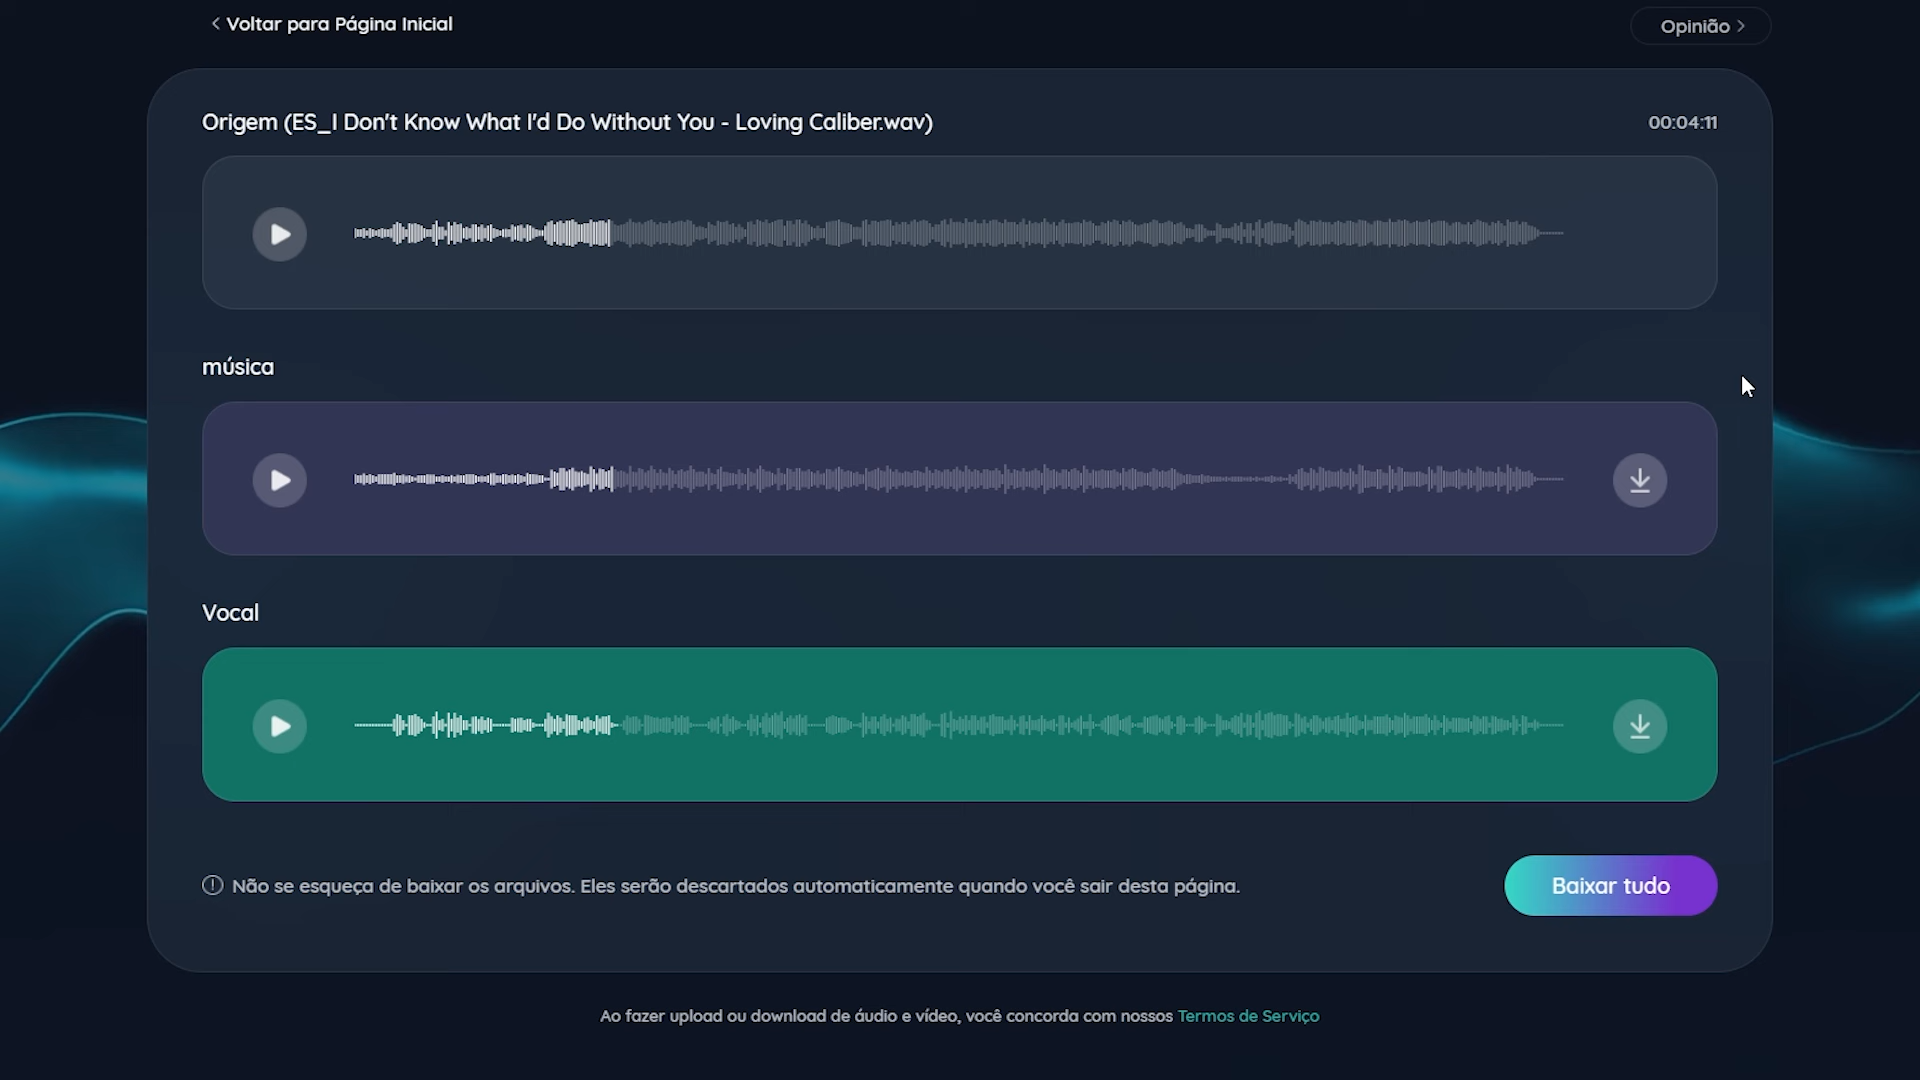 Voltar para Página Inicial
Opinião
Origem (ES_I Don't Know What I'd Do Without You - Loving Caliber.wav)
00:04:11
música
Vocal
Não se esqueça de baixar os arquivos. Eles serão descartados automaticamente quando você sair desta página.
Baixar tudo
Ao fazer upload ou download de áudio e vídeo, você concorda com nossos Termos de Serviço